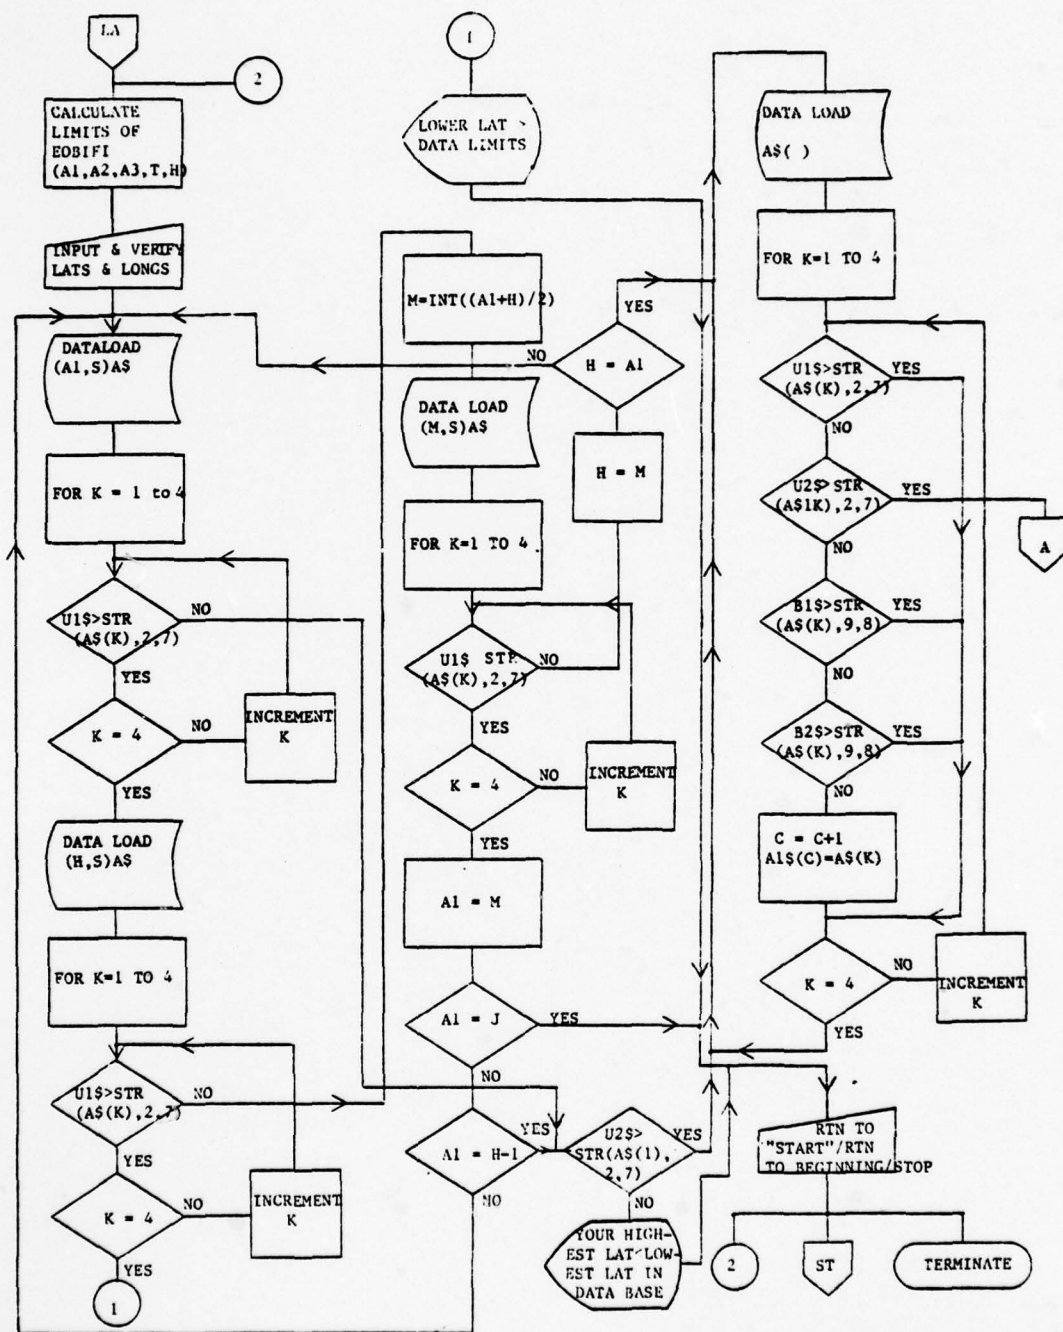 LA
2
CALCULATE
LIMITS OF
EOBIFI
(A1,A2,A3,T,H)
INPUT & VERIFY
LATS & LONGS
DATALOAD
(A1,S)A$
FOR K = 1 to 4
U1$>STR
(A$(K),2,7)
NO
YES
K = 4
NO
INCREMENT
K
YES
DATA LOAD
(H,S)A$
FOR K=1 TO 4
U1$>STR
(A$(K),2,7)
NO
YES
K = 4
NO
INCREMENT
K
YES
1
1
LOWER LAT >
DATA LIMITS
M=INT((A1+H)/2)
YES
NO
H = A1
DATA LOAD
(M,S)A$
H = M
FOR K=1 TO 4
U1$ STR
(A$(K),2,7)
NO
YES
K = 4
NO
INCREMENT
K
YES
A1 = M
A1 = J
YES
NO
A1 = H-1
YES
NO
U2$>
STR(A$(1),
2,7)
YES
NO
YOUR HIGH-
EST LAT<LOW-
EST LAT IN
DATA BASE
DATA LOAD
A$( )
FOR K=1 TO 4
U1$>STR
(A$(K),2,7)
YES
NO
U2$>STR
(A$1K),2,7)
YES
A
NO
B1$>STR
(A$(K),9,8)
YES
NO
B2$>STR
(A$(K),9,8)
YES
NO
C = C+1
A1$(C)=A$(K)
K = 4
NO
INCREMENT
K
YES
RTN TO
"START"/RTN
TO BEGINNING/STOP
2
ST
TERMINATE